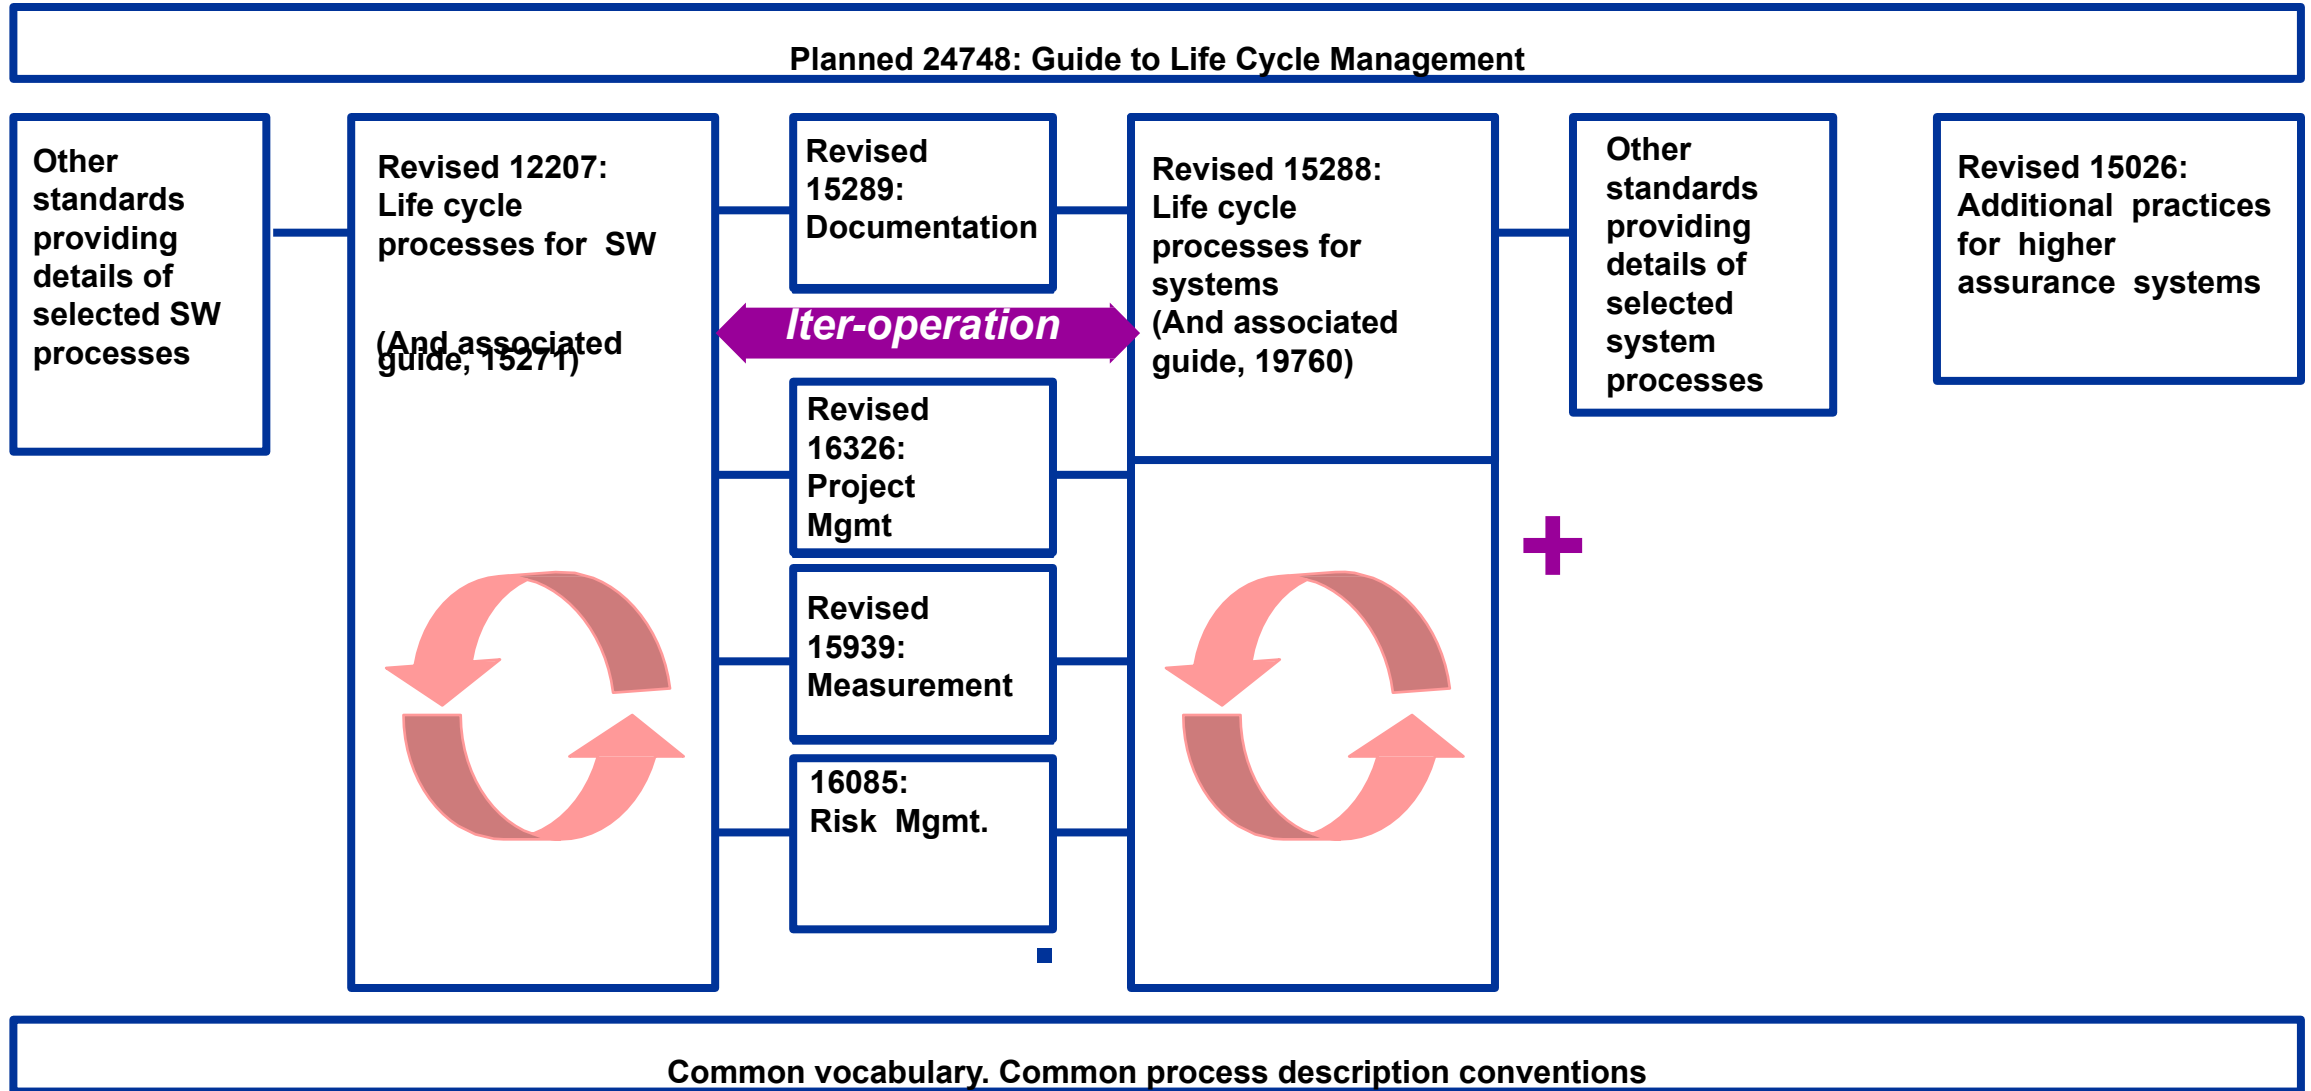 Planned 24748: Guide to Life Cycle Management
Other
standards
providing
details of
selected SW
processes
Revised 12207:
Life cycle
processes for SW
(And associated
guide, 15271)
Revised
15289:
Documentation
Iter-operation
Revised
16326:
Project
Mgmt
Revised
15939:
Measurement
16085:
Risk Mgmt.
Revised 15288:
Life cycle
processes for
systems
(And associated
guide, 19760)
Other
standards
providing
details of
selected
system
processes
+
Revised 15026:
Additional practices
for higher
assurance systems
Common vocabulary. Common process description conventions